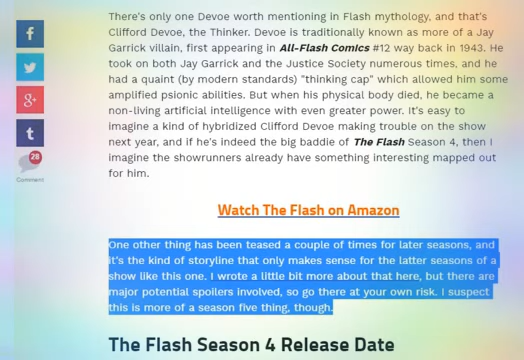 There's only one Devoe worth mentioning in Flash mythology, and that's
Clifford Devoe, the Thinker. Devoe is traditionally known as more of a Jay
Garrick villain, first appearing in All-Flash Comics #12 way back in 1943. He
took on both Jay Garrick and the Justice Society numerous times, and he
had a quaint (by modern standards) "thinking cap" which allowed him some
amplified psionic abilities. But when his physical body died, he became a
non-living artificial intelligence with even greater power. It's easy to
imagine a kind of hybridized Clifford Devoe making trouble on the show
next year, and if he's indeed the big baddie of The Flash Season 4, then I
imagine the showrunners already have something interesting mapped out
for him.
f
g+
t
28
Comment
Watch The Flash on Amazon
One other thing has been teased a couple of times for later seasons, and
it's the kind of storyline that only makes sense for the latter seasons of a
show like this one. I wrote a little bit more about that here, but there are
major potential spoilers involved, so go there at your own risk. I suspect
this is more of a season five thing, though.
The Flash Season 4 Release Date